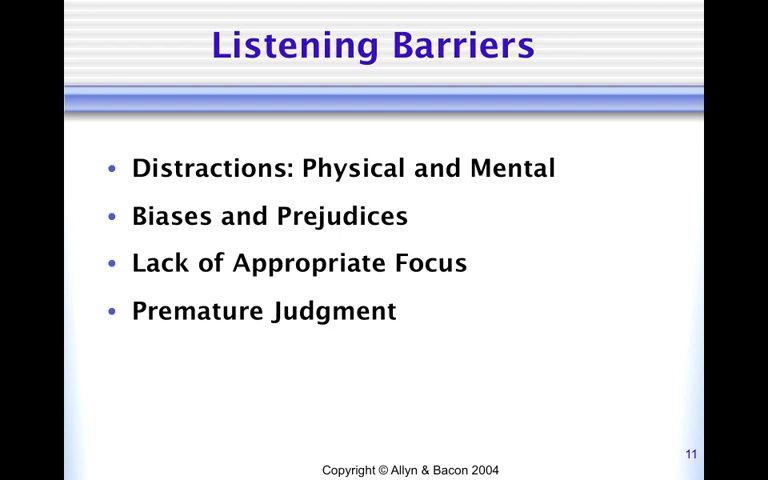 Listening Barriers
• Distractions: Physical and Mental
• Biases and Prejudices
• Lack of Appropriate Focus
• Premature Judgment
11
Copyright © Allyn & Bacon 2004